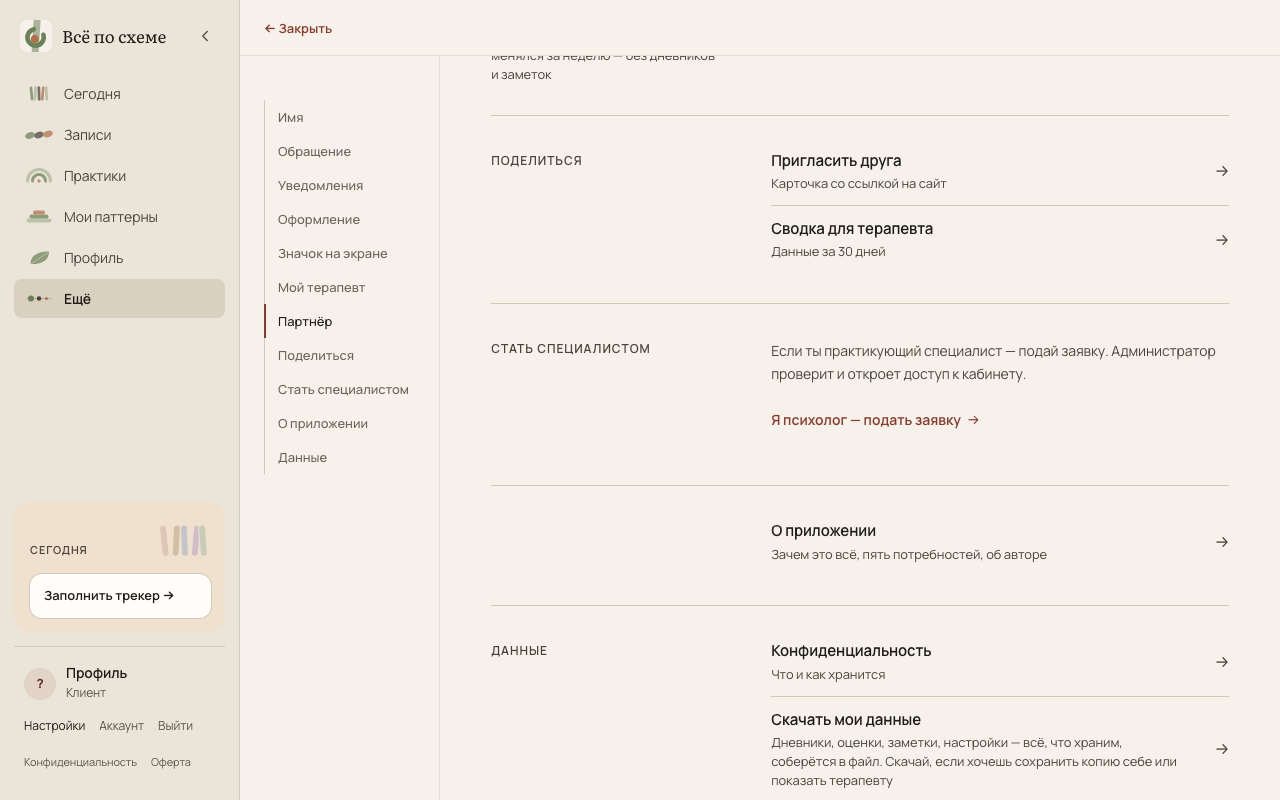 Всё по схеме
Сегодня
Записи
Практики
Мои паттерны
Профиль
Ещё
СЕГОДНЯ
Заполнить трекер →
?
Профиль
Клиент
Настройки Аккаунт Выйти
Конфиденциальность Оферта
← Закрыть
Имя
Обращение
Уведомления
Оформление
Значок на экране
Мой терапевт
Партнёр
Поделиться
Стать специалистом
О приложении
Данные
менялся за неделю — без дневников
и заметок
ПОДЕЛИТЬСЯ
Пригласить друга
Карточка со ссылкой на сайт
→
Сводка для терапевта
Данные за 30 дней
→
СТАТЬ СПЕЦИАЛИСТОМ
Если ты практикующий специалист — подай заявку. Администратор
проверит и откроет доступ к кабинету.
Я психолог — подать заявку →
О приложении
Зачем это всё, пять потребностей, об авторе
→
ДАННЫЕ
Конфиденциальность
Что и как хранится
→
Скачать мои данные
Дневники, оценки, заметки, настройки — всё, что храним,
соберётся в файл. Скачай, если хочешь сохранить копию себе или
показать терапевту
→